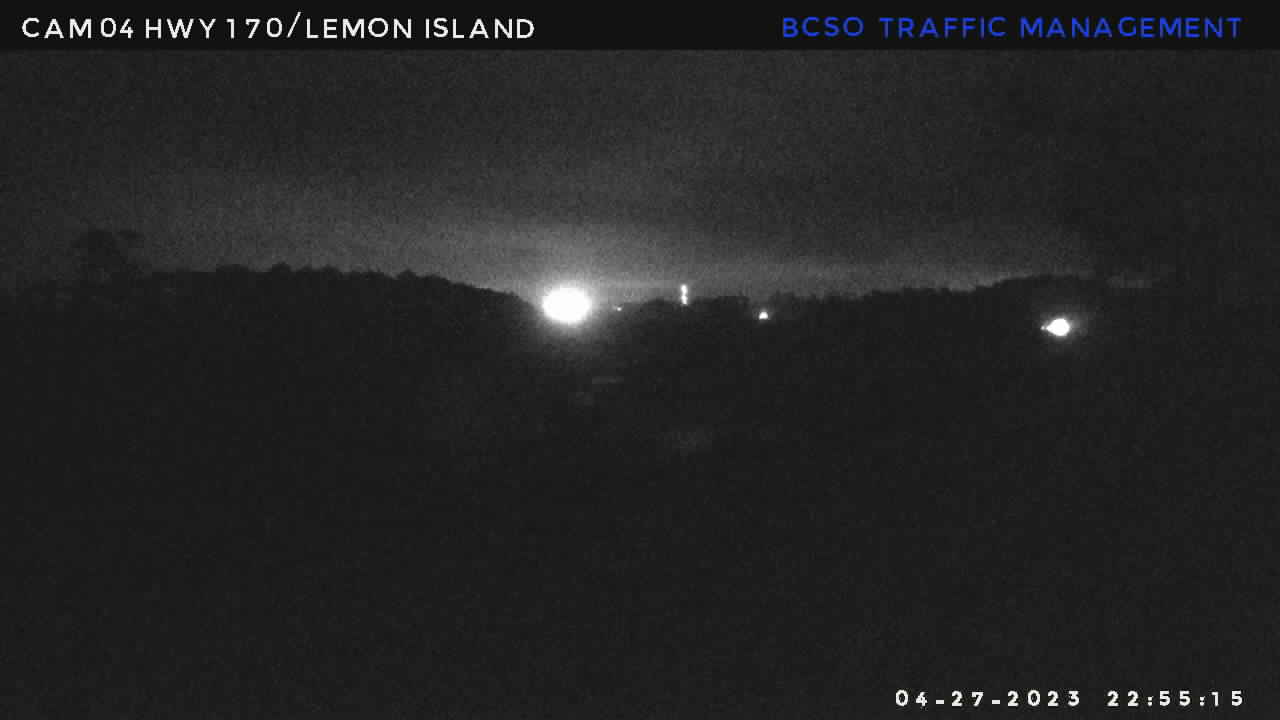 CAM04 HWY 170/LEMON ISLAND
BCSO TRAFFIC MANAGEMENT
04-27-2023 22:55:15